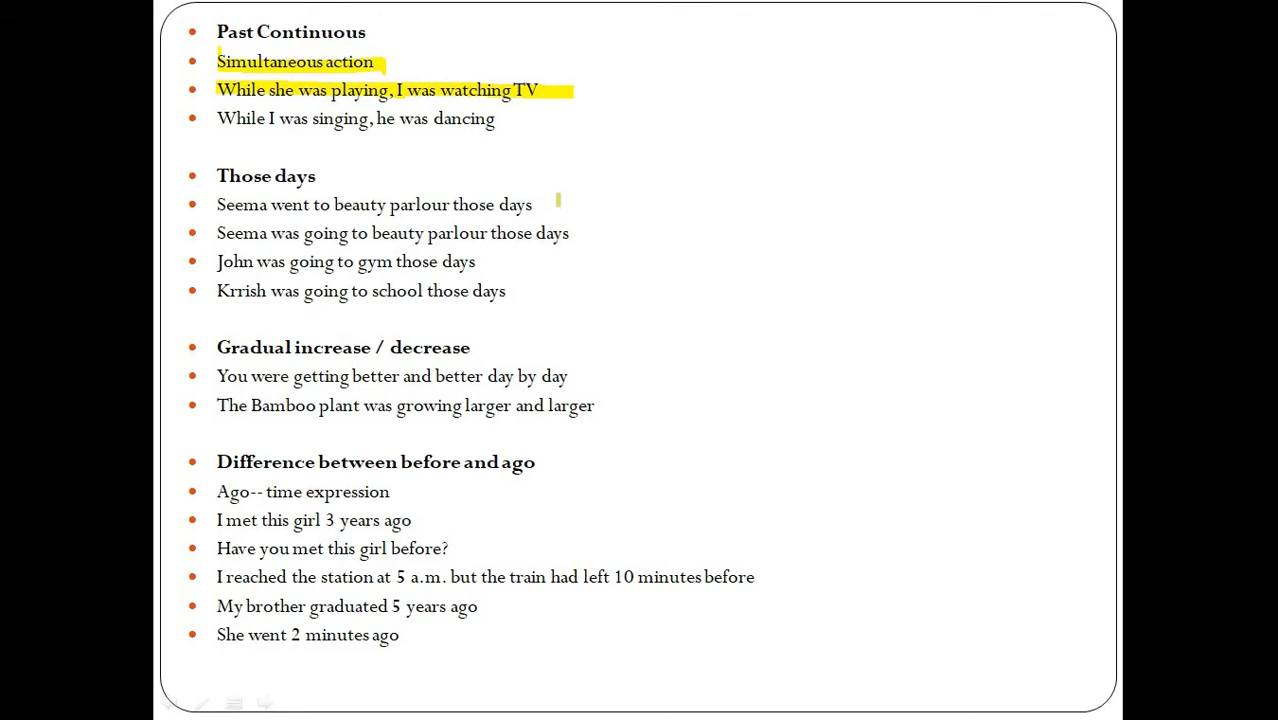 Past Continuous
Simultaneous action
While she was playing, I was watching TV
While I was singing, he was dancing
Those days
Seema went to beauty parlour those days
Seema was going to beauty parlour those days
John was going to gym those days
Krrish was going to school those days
Gradual increase / decrease
You were getting better and better day by day
The Bamboo plant was growing larger and larger
Difference between before and ago
Ago-- time expression
I met this girl 3 years ago
Have you met this girl before?
I reached the station at 5 a.m. but the train had left 10 minutes before
My brother graduated 5 years ago
She went 2 minutes ago